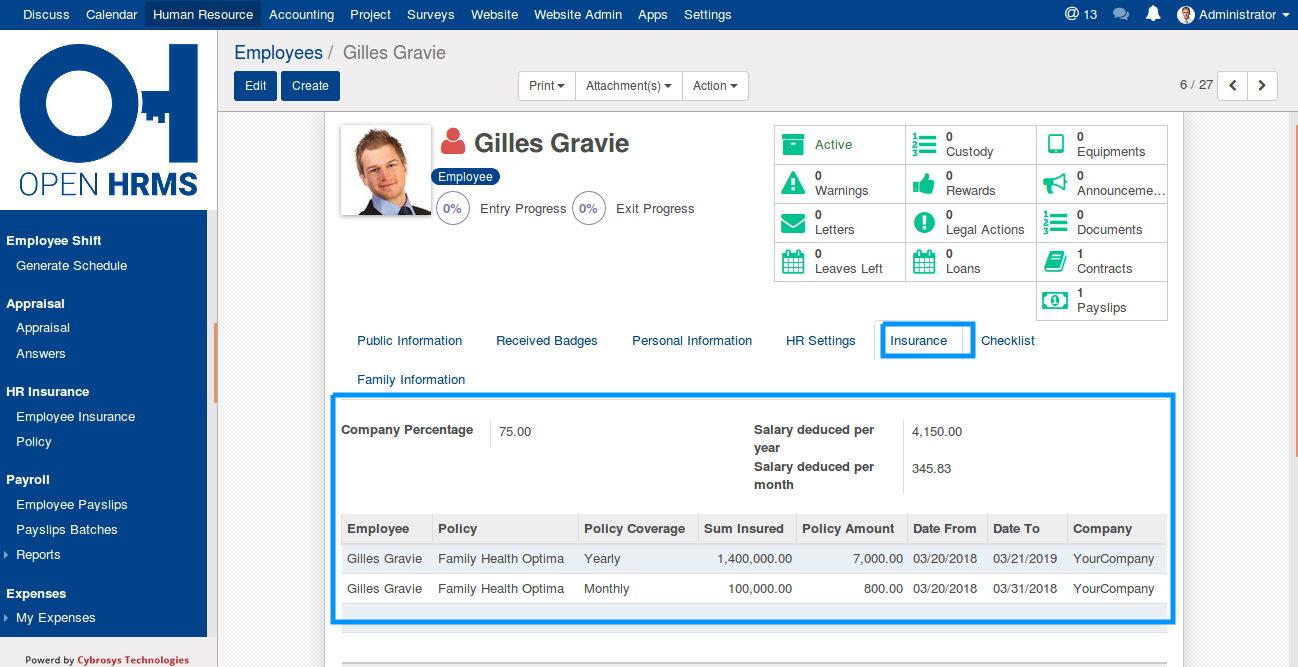 Discuss Calendar Human Resource Accounting Project Surveys Website Website Admin Apps Settings @ 13 Administrator
OPEN HRMS
Employees / Gilles Gravie
Edit Create Print Attachment(s) Action 6 / 27
Employee Shift
Generate Schedule
Appraisal
Appraisal
Answers
HR Insurance
Employee Insurance
Policy
Payroll
Employee Payslips
Payslips Batches
Reports
Expenses
My Expenses
Powerd by Cybrosys Technologies
Gilles Gravie
Employee
0% Entry Progress 0% Exit Progress
Active
0
Custody
0
Equipments
0
Warnings
0
Rewards
0
Announceme...
0
Letters
0
Legal Actions
0
Documents
0
Leaves Left
0
Loans
1
Contracts
1
Payslips
Public Information Received Badges Personal Information HR Settings Insurance Checklist
Family Information
Company Percentage 75.00
Salary deduced per
year
4,150.00
Salary deduced per
month
345.83
Employee Policy Policy Coverage Sum Insured Policy Amount Date From Date To Company
Gilles Gravie Family Health Optima Yearly 1,400,000.00 7,000.00 03/20/2018 03/21/2019 YourCompany
Gilles Gravie Family Health Optima Monthly 100,000.00 800.00 03/20/2018 03/31/2018 YourCompany